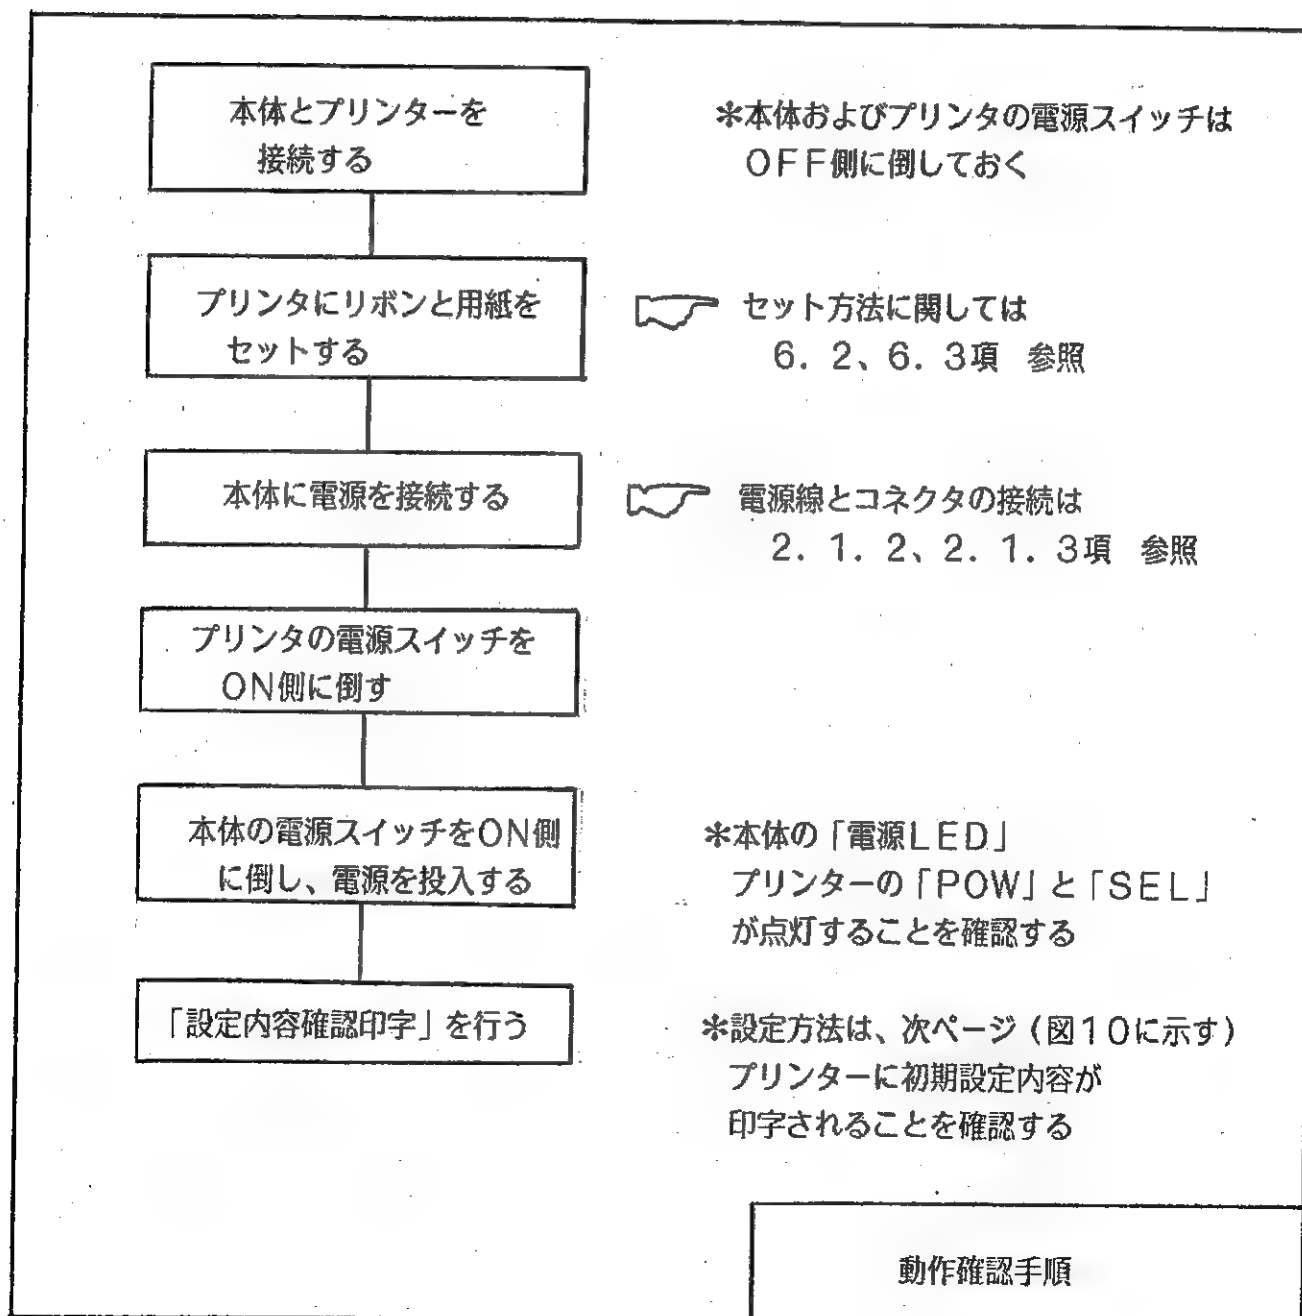 本体とプリンターを
接続する
＊本体およびプリンタの電源スイッチは
ＯＦＦ側に倒しておく
プリンタにリボンと用紙を
セットする
セット方法に関しては
６．２、６．３項　参照
本体に電源を接続する
電源線とコネクタの接続は
２．１．２、２．１．３項　参照
プリンタの電源スイッチを
ＯＮ側に倒す
本体の電源スイッチをＯＮ側
に倒し、電源を投入する
＊本体の「電源ＬＥＤ」
プリンターの「ＰＯＷ」と「ＳＥＬ」
が点灯することを確認する
「設定内容確認印字」を行う
＊設定方法は、次ページ（図１０に示す）
プリンターに初期設定内容が
印字されることを確認する
動作確認手順